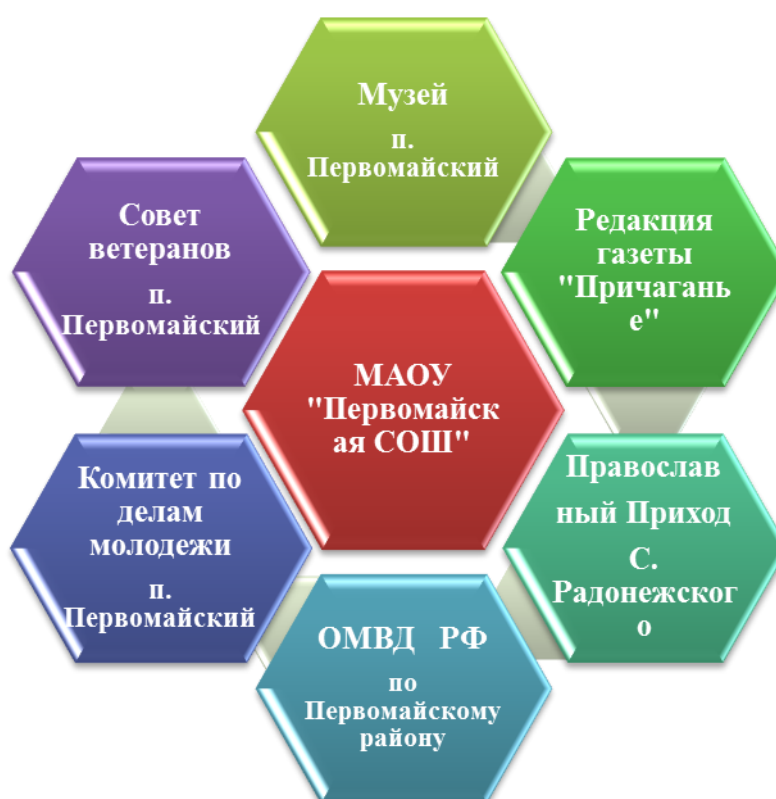 Музей
п.
Первомайский
Редакция
газеты
"Причагань
е"
Православ
ный Приход
С.
Радонежског
о
ОМВД РФ
по
Первомайскому
району
Комитет по
делам
молодежи
п.
Первомайский
Совет
ветеранов
п.
Первомайский
МАОУ
"Первомайск
ая СОШ"